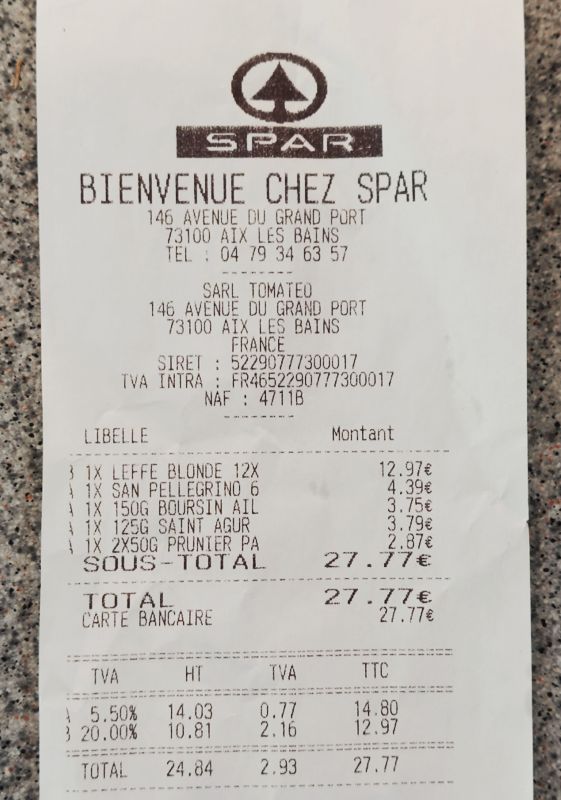 SPAR
BIENVENUE CHEZ SPAR
146 AVENUE DU GRAND PORT
73100 AIX LES BAINS
TEL : 04 79 34 63 57
--------
SARL TOMATEO
146 AVENUE DU GRAND PORT
73100 AIX LES BAINS
FRANCE
SIRET : 52290777300017
TVA INTRA : FR4652290777300017
NAF : 4711B
--------
LIBELLE Montant
B 1X LEFFE BLONDE 12X 12.97€
A 1X SAN PELLEGRINO 6 4.39€
A 1X 150G BOURSIN AIL 3.75€
A 1X 125G SAINT AGUR 3.79€
A 1X 2X50G PRUNIER PA 2.87€
SOUS-TOTAL 27.77€
TOTAL 27.77€
CARTE BANCAIRE 27.77€
TVA HT TVA TTC
A 5.50% 14.03 0.77 14.80
B 20.00% 10.81 2.16 12.97
TOTAL 24.84 2.93 27.77